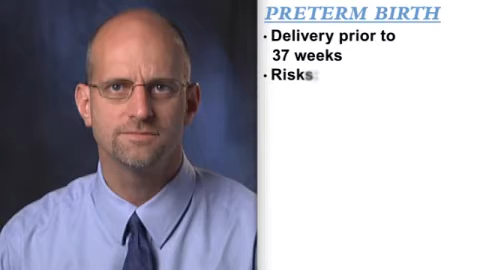 PRETERM BIRTH
• Delivery prior to
37 weeks
• Risks